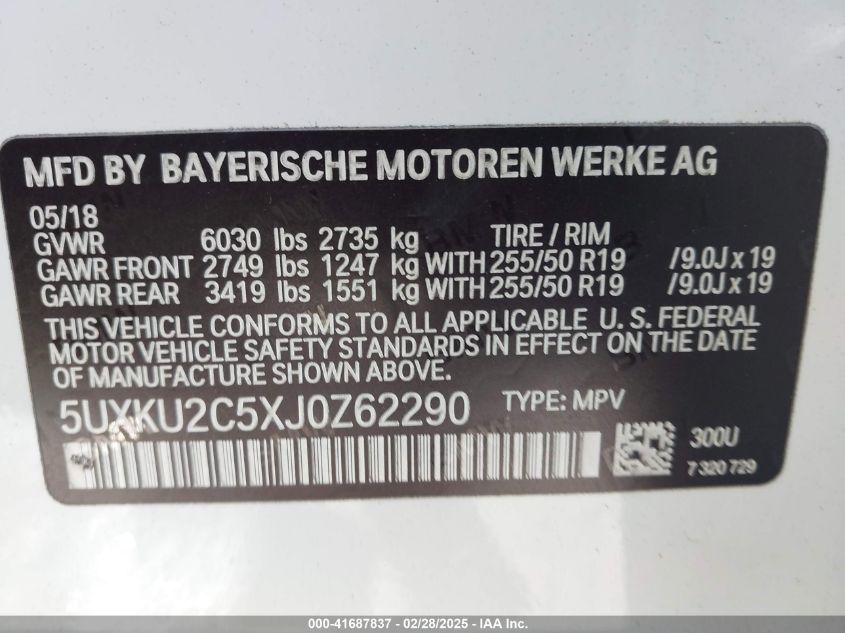 MFD BY BAYERISCHE MOTOREN WERKE AG
05/18
GVWR 6030 lbs 2735 kg TIRE / RIM
GAWR FRONT 2749 lbs 1247 kg WITH 255/50 R19 /9.0J x 19
GAWR REAR 3419 lbs 1551 kg WITH 255/50 R19 /9.0J x 19
THIS VEHICLE CONFORMS TO ALL APPLICABLE U. S. FEDERAL
MOTOR VEHICLE SAFETY STANDARDS IN EFFECT ON THE DATE
OF MANUFACTURE SHOWN ABOVE.
5UXKU2C5XJ0Z62290 TYPE: MPV
300U
7 320 729
000-41687837 - 02/28/2025 - IAA Inc.